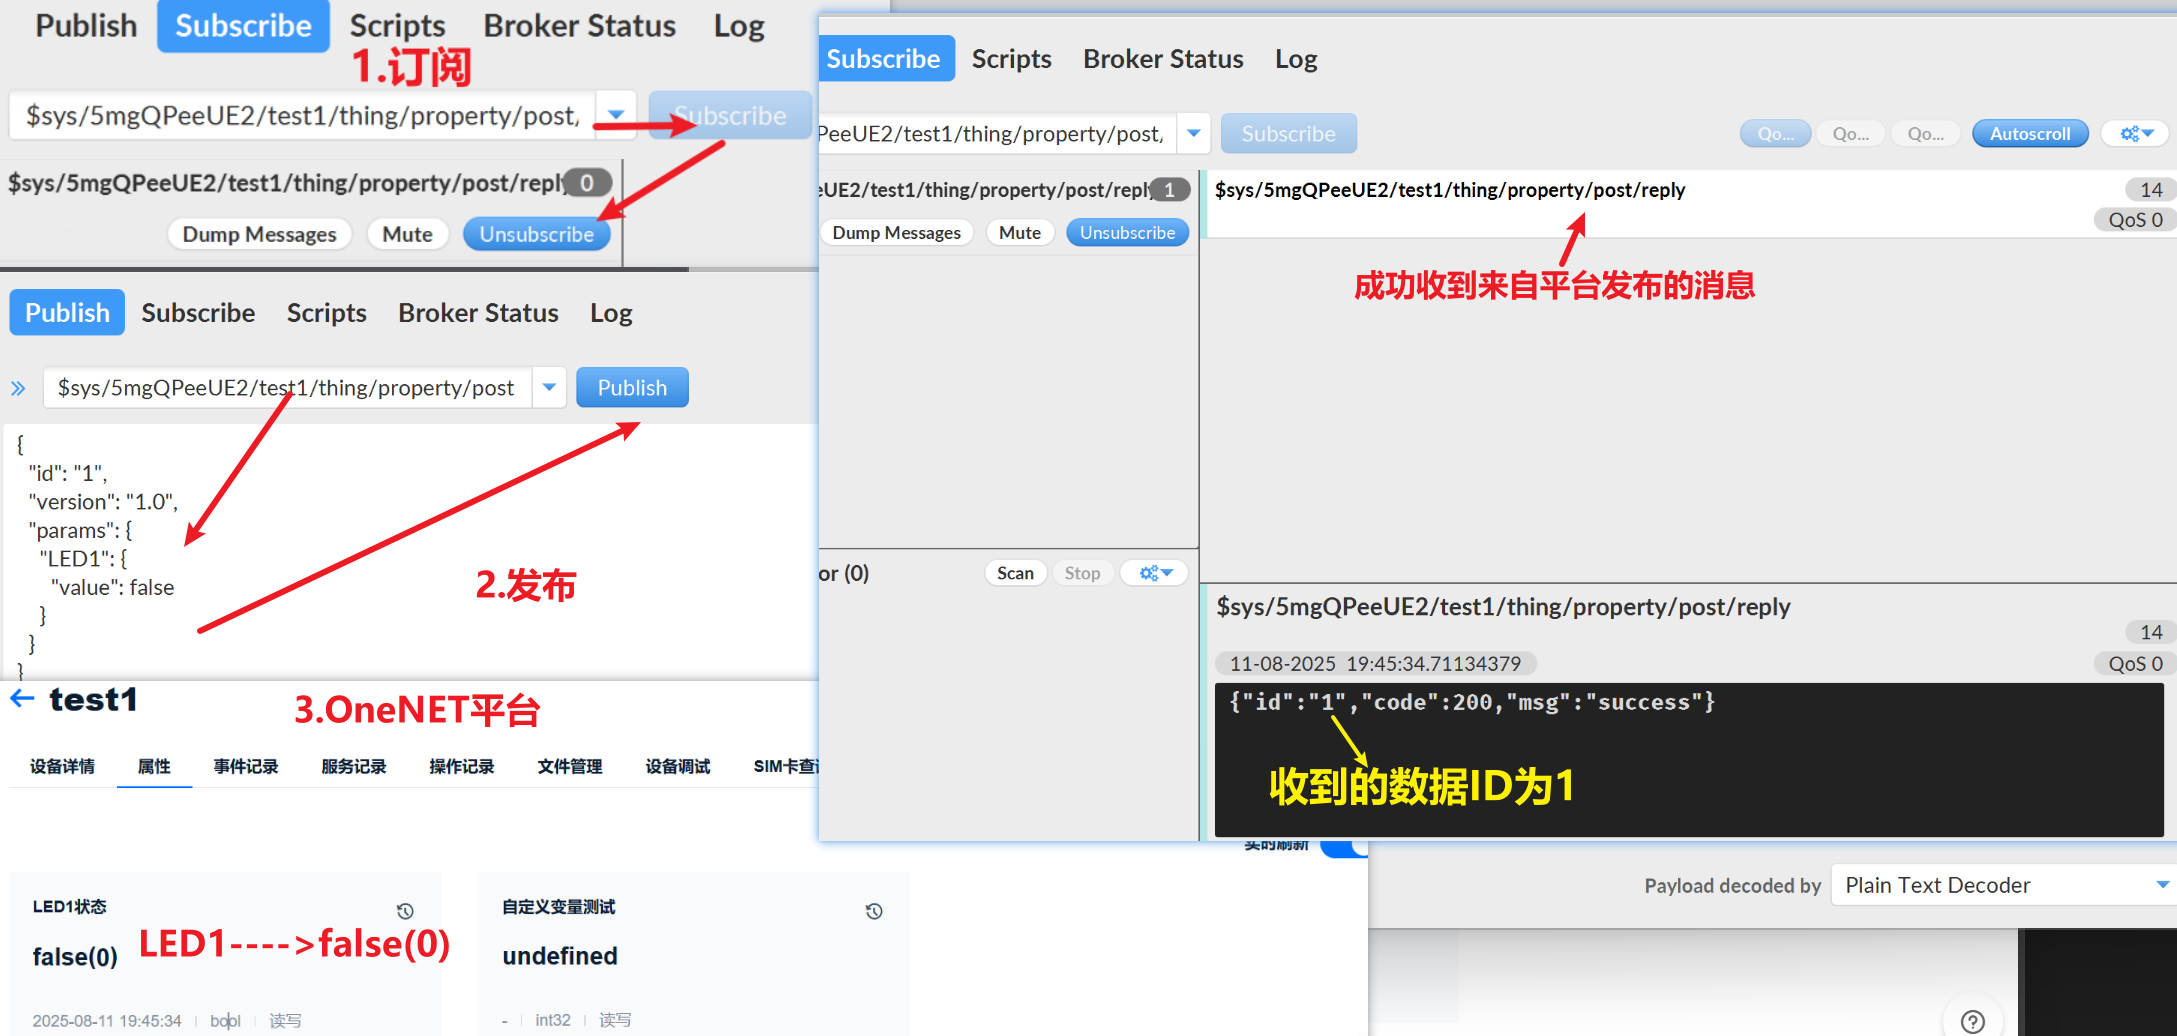 Publish Subscribe Scripts Broker Status Log
1.订阅
$sys/5mgQPeeUE2/test1/thing/property/post/ Subscribe
$sys/5mgQPeeUE2/test1/thing/property/post/reply 0
Dump Messages Mute Unsubscribe
Publish Subscribe Scripts Broker Status Log
$sys/5mgQPeeUE2/test1/thing/property/post Publish
{
"id": "1",
"version": "1.0",
"params": {
"LED1": {
"value": false
}
}
}
2.发布
test1
3.OneNET平台
设备详情 属性 事件记录 服务记录 操作记录 文件管理 设备调试 SIM卡查询
LED1状态
false(0)
LED1---->false(0)
2025-08-11 19:45:34 bool 读写
自定义变量测试
undefined
- int32 读写
Subscribe Scripts Broker Status Log
PeeUE2/test1/thing/property/post/ Subscribe
Qo... Qo... Qo... Autoscroll
eUE2/test1/thing/property/post/reply 1
Dump Messages Mute Unsubscribe
$sys/5mgQPeeUE2/test1/thing/property/post/reply
14
QoS 0
成功收到来自平台发布的消息
or (0) Scan Stop
$sys/5mgQPeeUE2/test1/thing/property/post/reply
14
11-08-2025 19:45:34.71134379 QoS 0
{"id":"1","code":200,"msg":"success"}
收到的数据ID为1
实时刷新
Payload decoded by Plain Text Decoder